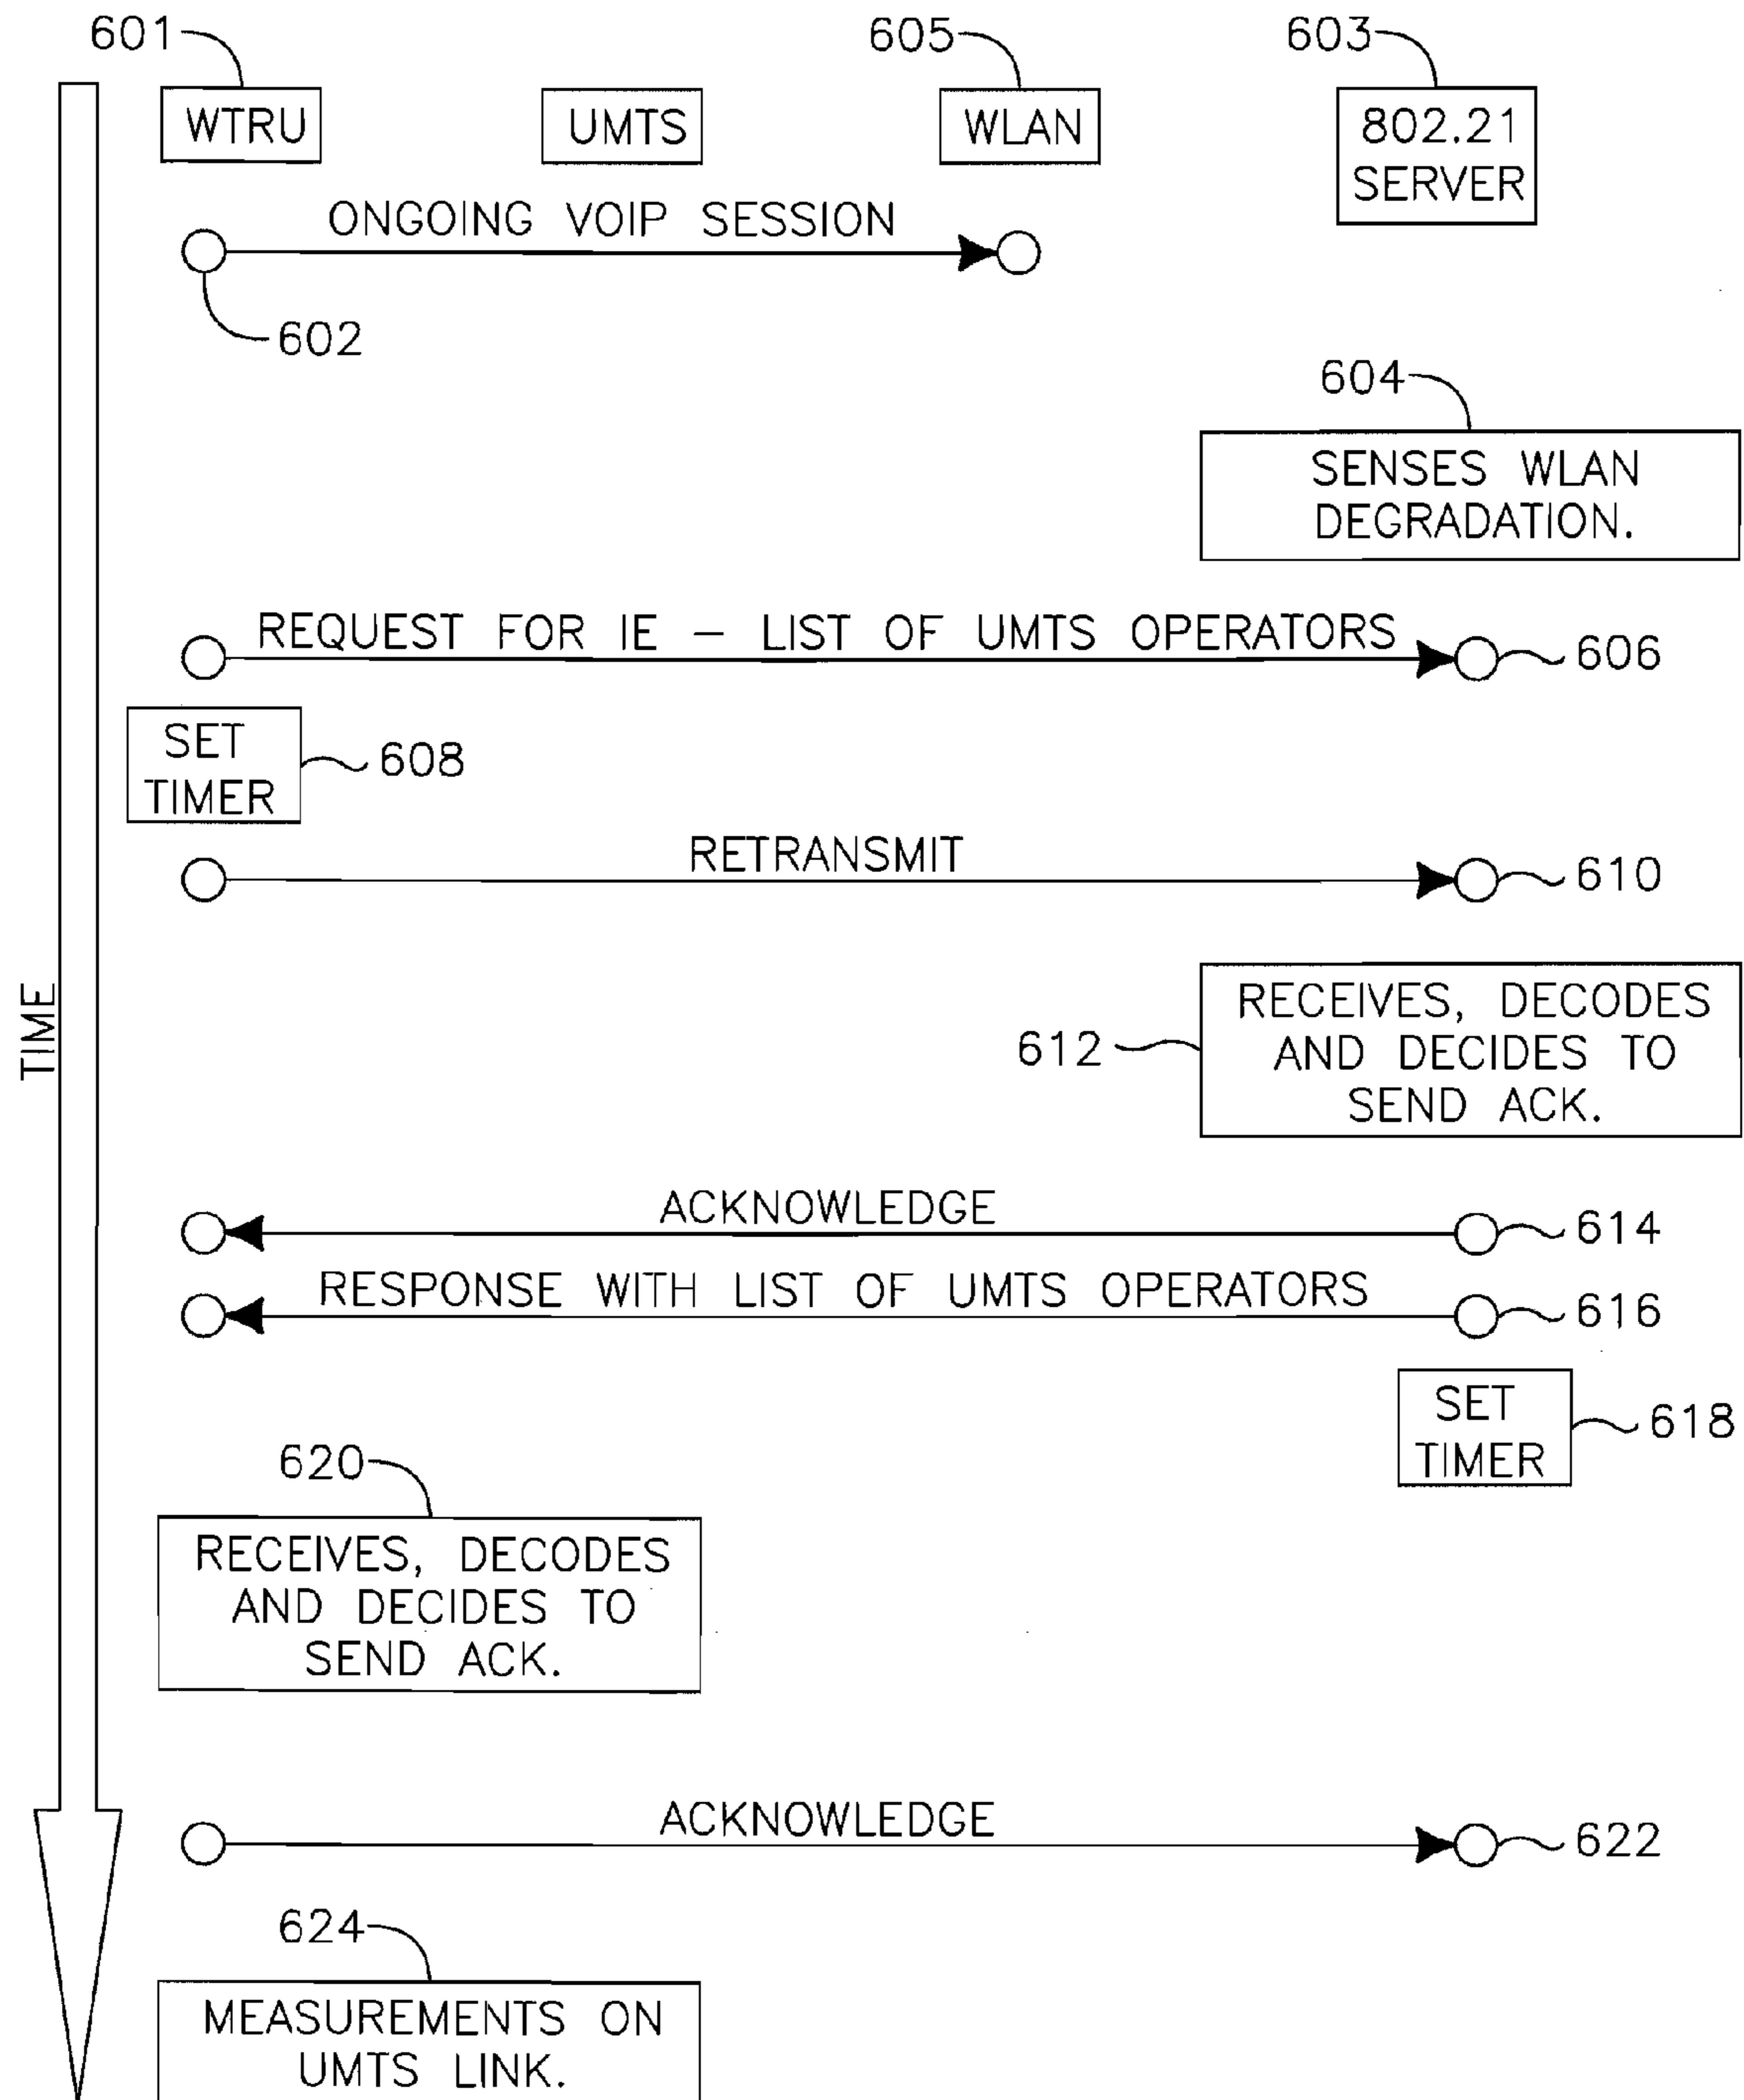 601
605
603
WTRU
UMTS
WLAN
802.21
SERVER
ONGOING VOIP SESSION
602
604
SENSES WLAN
DEGRADATION.
REQUEST FOR IE – LIST OF UMTS OPERATORS
606
SET
TIMER
608
RETRANSMIT
610
TIME
RECEIVES, DECODES
AND DECIDES TO
SEND ACK.
612
ACKNOWLEDGE
614
RESPONSE WITH LIST OF UMTS OPERATORS
616
SET
TIMER
618
620
RECEIVES, DECODES
AND DECIDES TO
SEND ACK.
ACKNOWLEDGE
622
624
MEASUREMENTS ON
UMTS LINK.